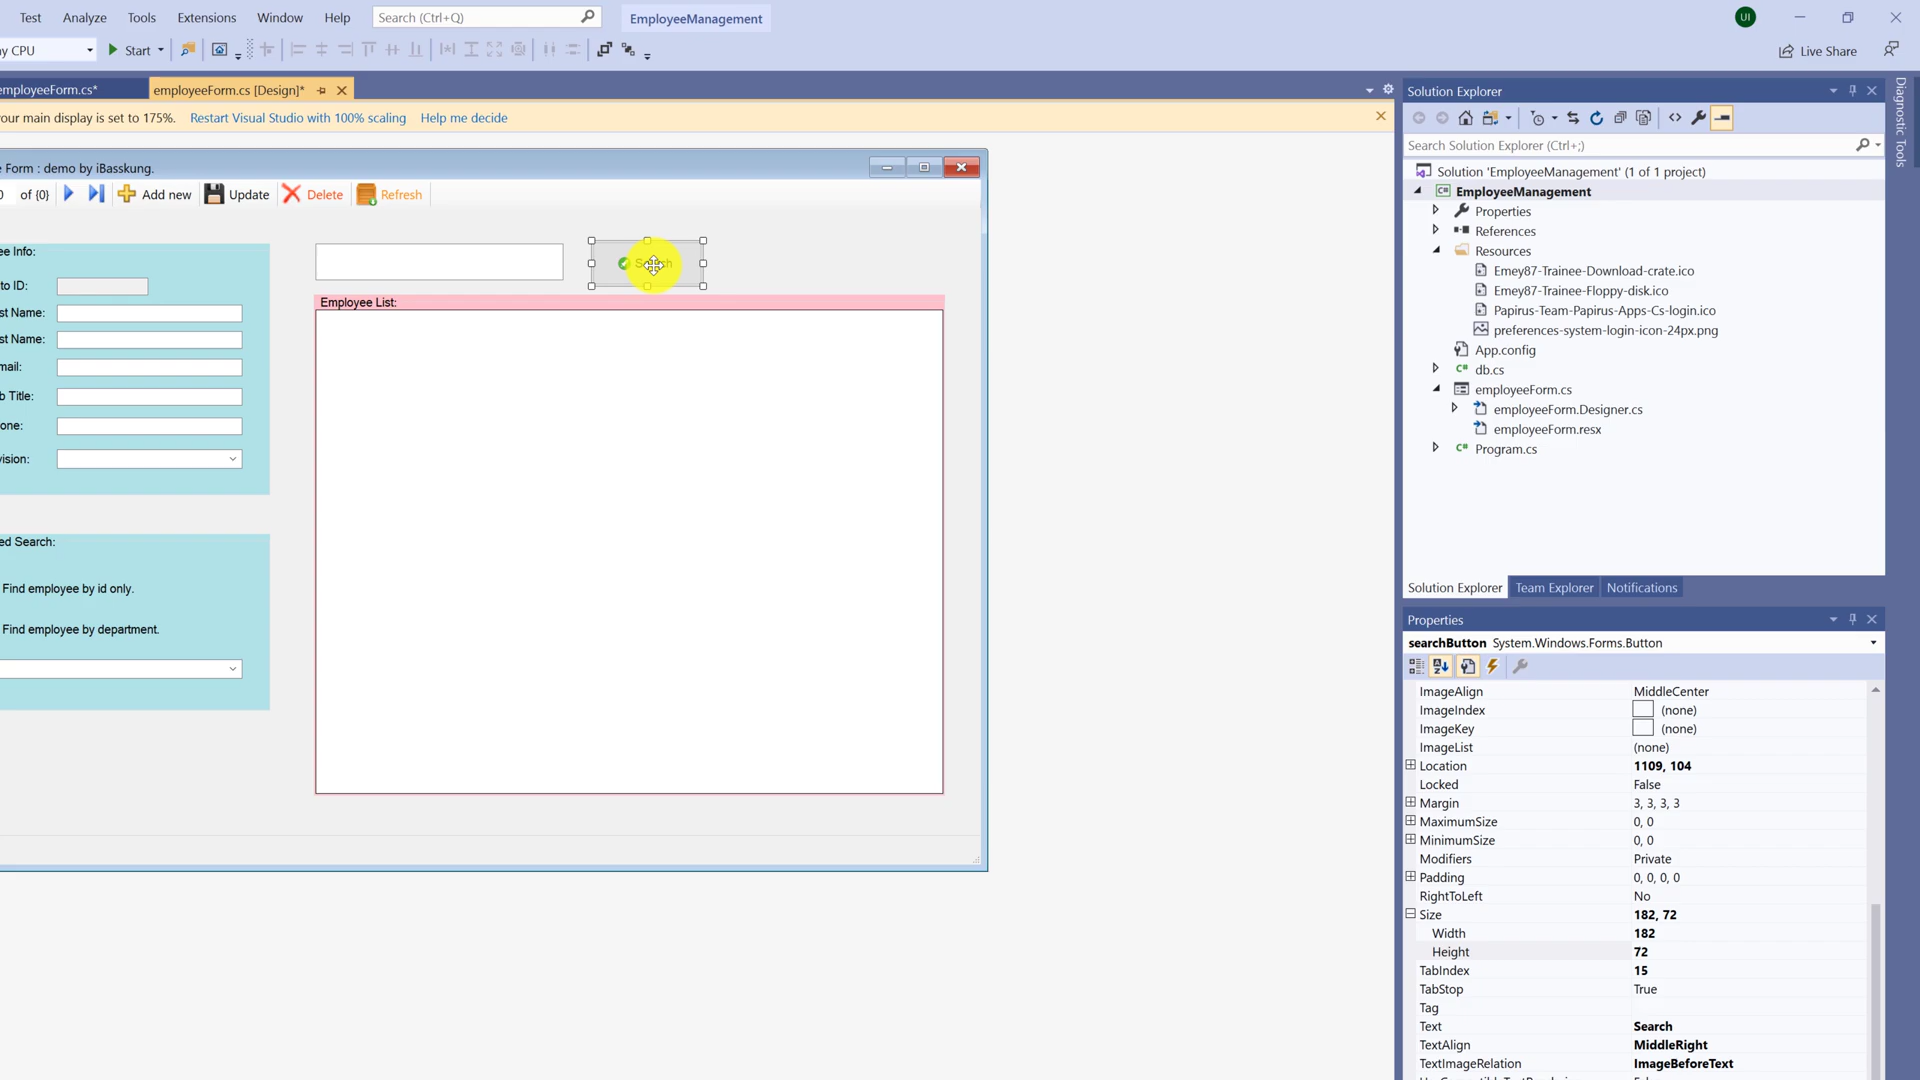 Test Analyze Tools Extensions Window Help Search (Ctrl+Q) EmployeeManagement UI
y CPU Start Live Share
employeeForm.cs* employeeForm.cs [Design]*
our main display is set to 175%. Restart Visual Studio with 100% scaling Help me decide
e Form : demo by iBasskung.
0 of {0} Add new Update Delete Refresh
ee Info:
to ID:
st Name:
st Name:
mail:
b Title:
one:
vision:
ed Search:
Find employee by id only.
Find employee by department.
Employee List:
Solution Explorer
Search Solution Explorer (Ctrl+;)
Solution 'EmployeeManagement' (1 of 1 project)
C# EmployeeManagement
Properties
References
Resources
Emey87-Trainee-Download-crate.ico
Emey87-Trainee-Floppy-disk.ico
Papirus-Team-Papirus-Apps-Cs-login.ico
preferences-system-login-icon-24px.png
App.config
C# db.cs
employeeForm.cs
employeeForm.Designer.cs
employeeForm.resx
C# Program.cs
Solution Explorer Team Explorer Notifications
Properties
searchButton System.Windows.Forms.Button
ImageAlign MiddleCenter
ImageIndex (none)
ImageKey (none)
ImageList (none)
Location 1109, 104
Locked False
Margin 3, 3, 3, 3
MaximumSize 0, 0
MinimumSize 0, 0
Modifiers Private
Padding 0, 0, 0, 0
RightToLeft No
Size 182, 72
Width 182
Height 72
TabIndex 15
TabStop True
Tag
Text Search
TextAlign MiddleRight
TextImageRelation ImageBeforeText
Diagnostic Tools